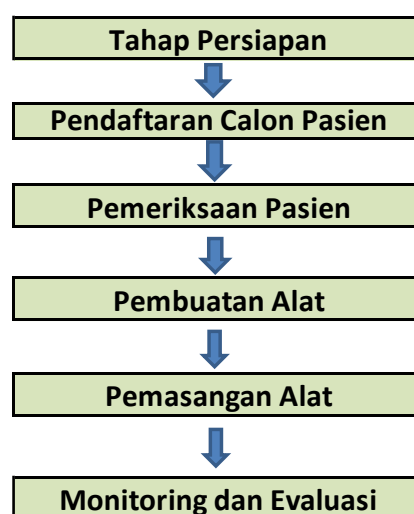 Tahap Persiapan
Pendaftaran Calon Pasien
Pemeriksaan Pasien
Pembuatan Alat
Pemasangan Alat
Monitoring dan Evaluasi